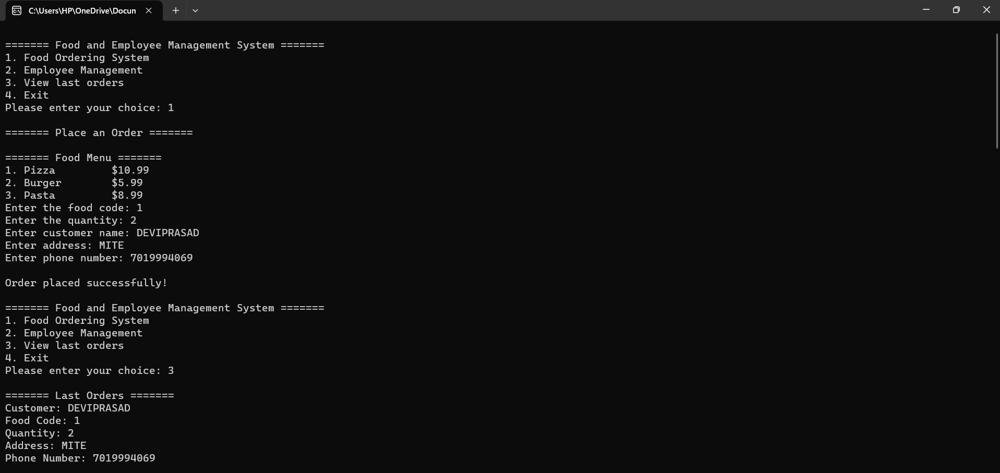 C:\Users\HP\OneDrive\Docun
======= Food and Employee Management System =======
1. Food Ordering System
2. Employee Management
3. View last orders
4. Exit
Please enter your choice: 1
======= Place an Order =======
======= Food Menu =======
1. Pizza         $10.99
2. Burger        $5.99
3. Pasta         $8.99
Enter the food code: 1
Enter the quantity: 2
Enter customer name: DEVIPRASAD
Enter address: MITE
Enter phone number: 7019994069
Order placed successfully!
======= Food and Employee Management System =======
1. Food Ordering System
2. Employee Management
3. View last orders
4. Exit
Please enter your choice: 3
======= Last Orders =======
Customer: DEVIPRASAD
Food Code: 1
Quantity: 2
Address: MITE
Phone Number: 7019994069